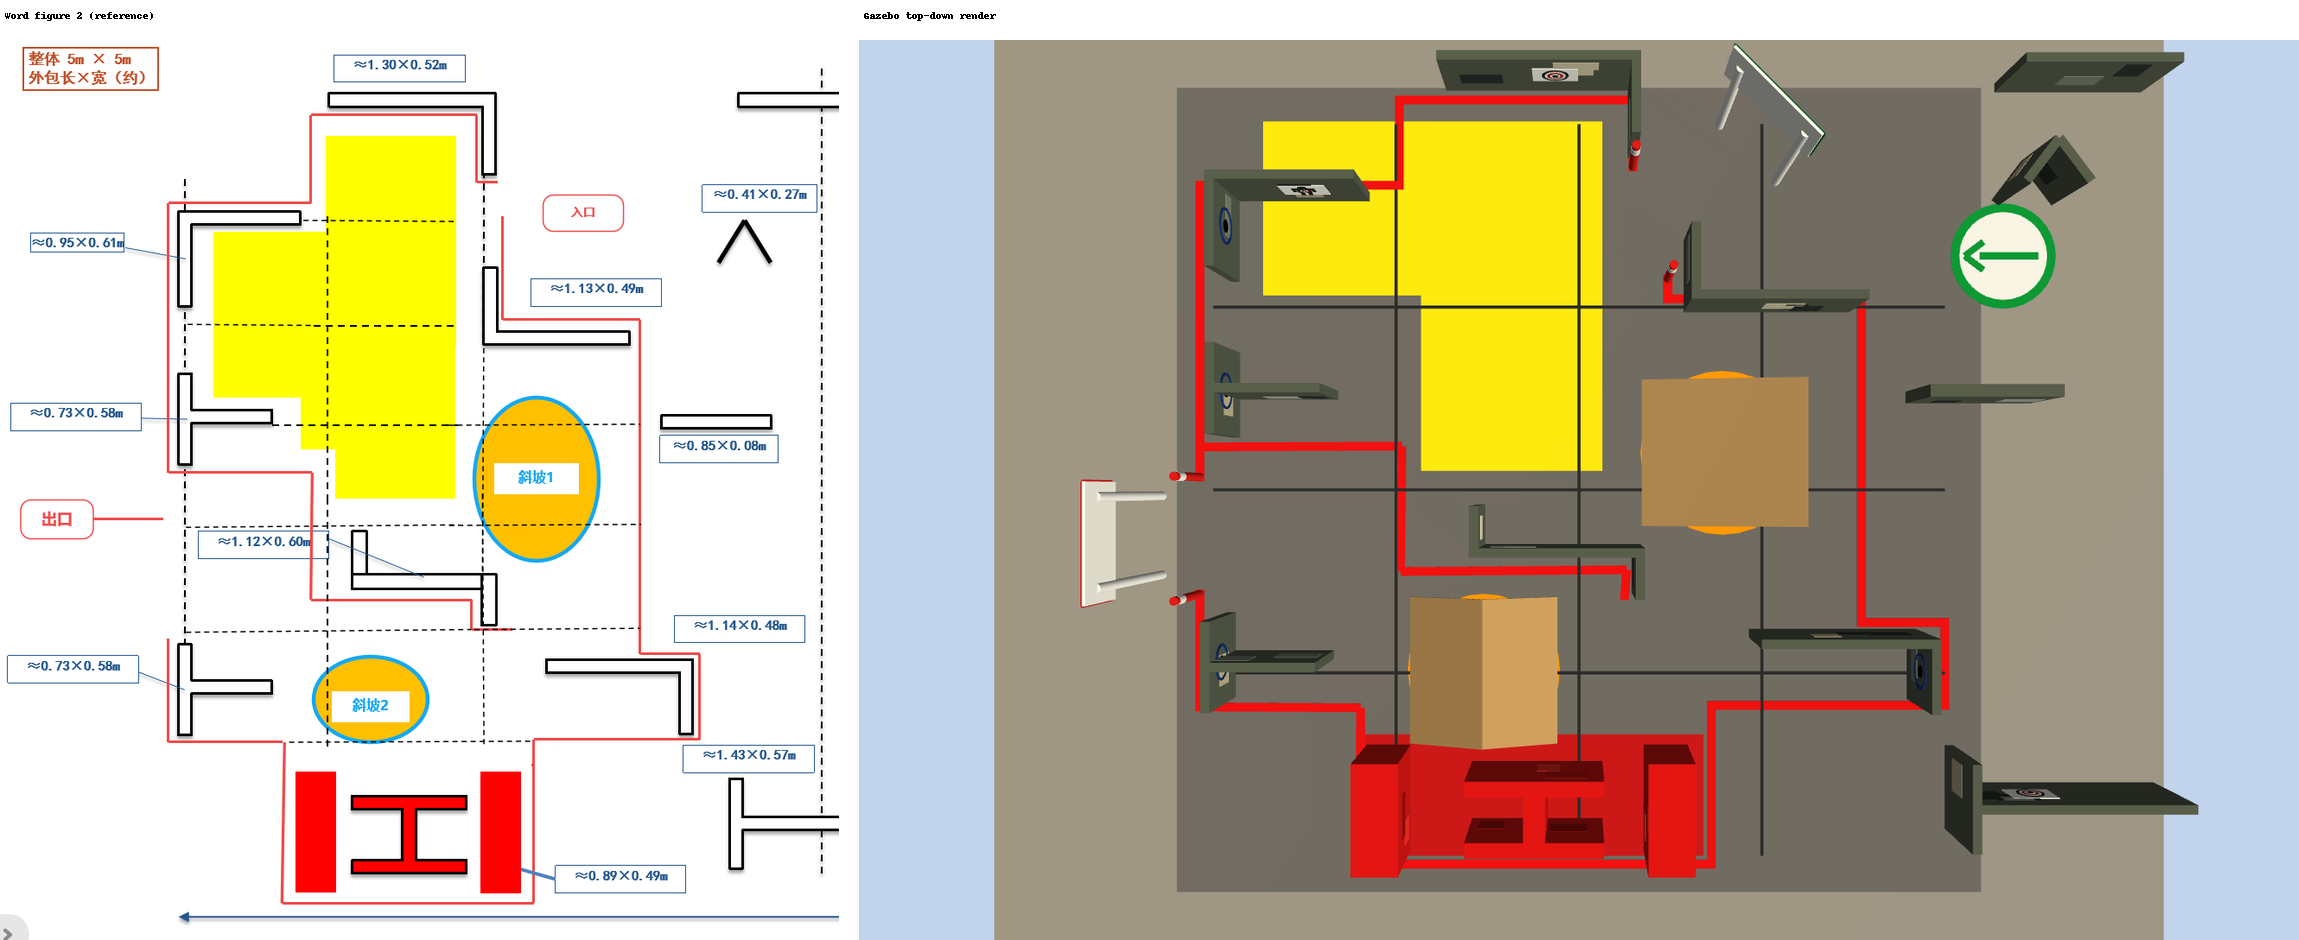 Word figure 2 (reference)
Gazebo top-down render
整体 5m × 5m
外包长×宽（约）
≈1.30×0.52m
≈0.41×0.27m
入口
≈0.95×0.61m
≈1.13×0.49m
≈0.73×0.58m
≈0.85×0.08m
斜坡1
出口
≈1.12×0.60m
≈1.14×0.48m
≈0.73×0.58m
斜坡2
≈1.43×0.57m
≈0.89×0.49m